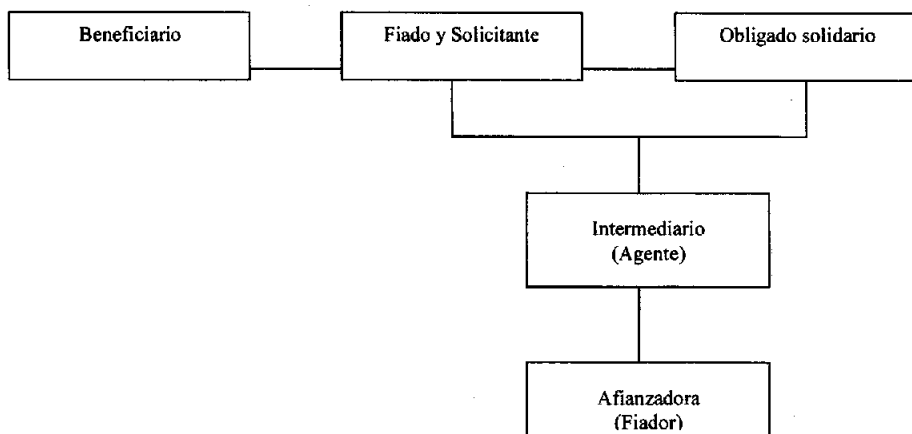 Beneficiario
Fiado y Solicitante
Obligado solidario
Intermediario
(Agente)
Afianzadora
(Fiador)